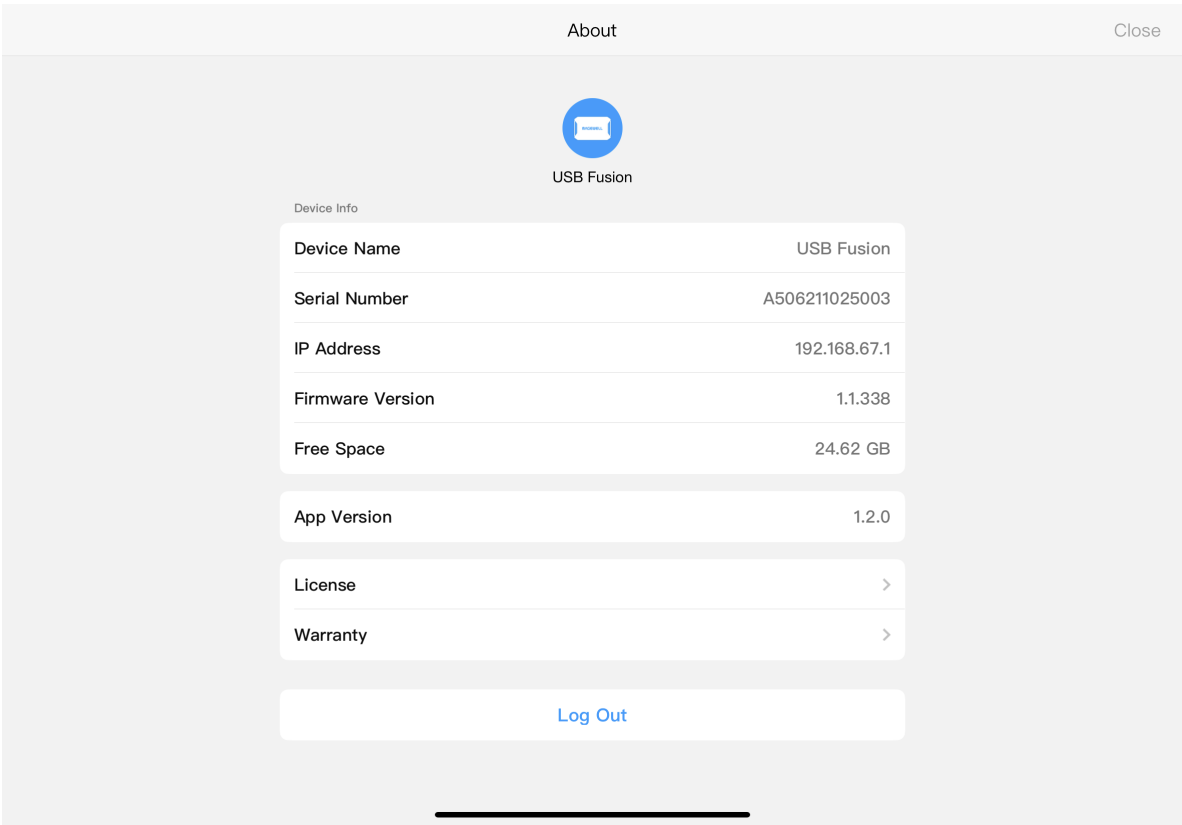 About
Close
USB Fusion
Device Info
Device Name USB Fusion
Serial Number A506211025003
IP Address 192.168.67.1
Firmware Version 1.1.338
Free Space 24.62 GB
App Version 1.2.0
License
Warranty
Log Out